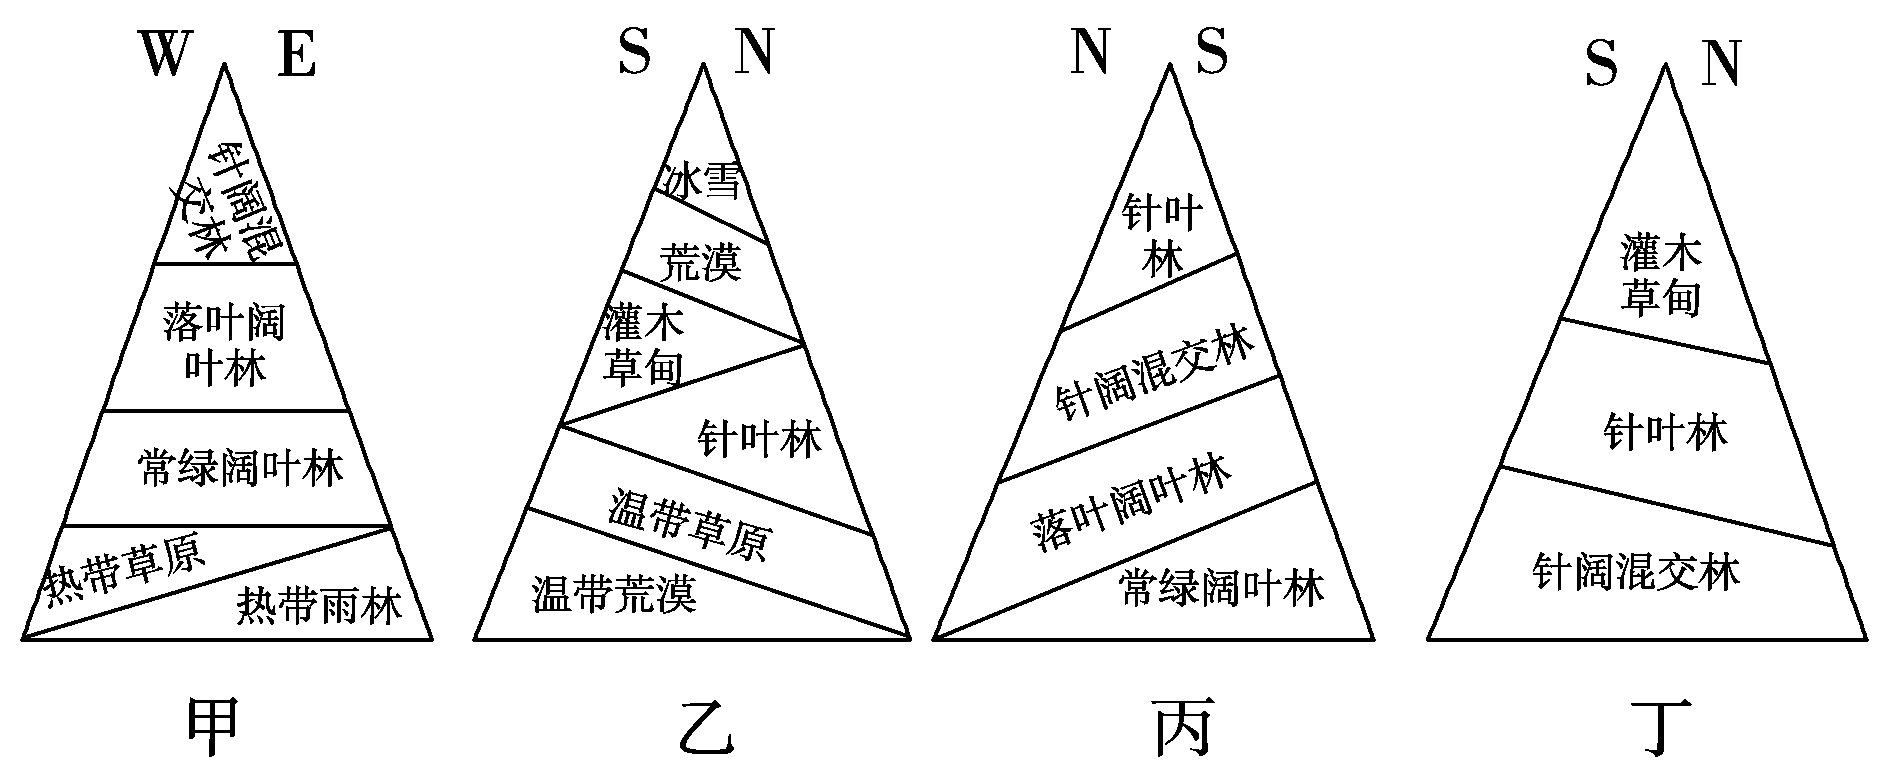 W E
针阔混
交林
落叶阔
叶林
常绿阔叶林
热带草原
热带雨林
甲
S N
冰雪
荒漠
灌木
草甸
针叶林
温带草原
温带荒漠
乙
N S
针叶
林
针阔混交林
落叶阔叶林
常绿阔叶林
丙
S N
灌木
草甸
针叶林
针阔混交林
丁